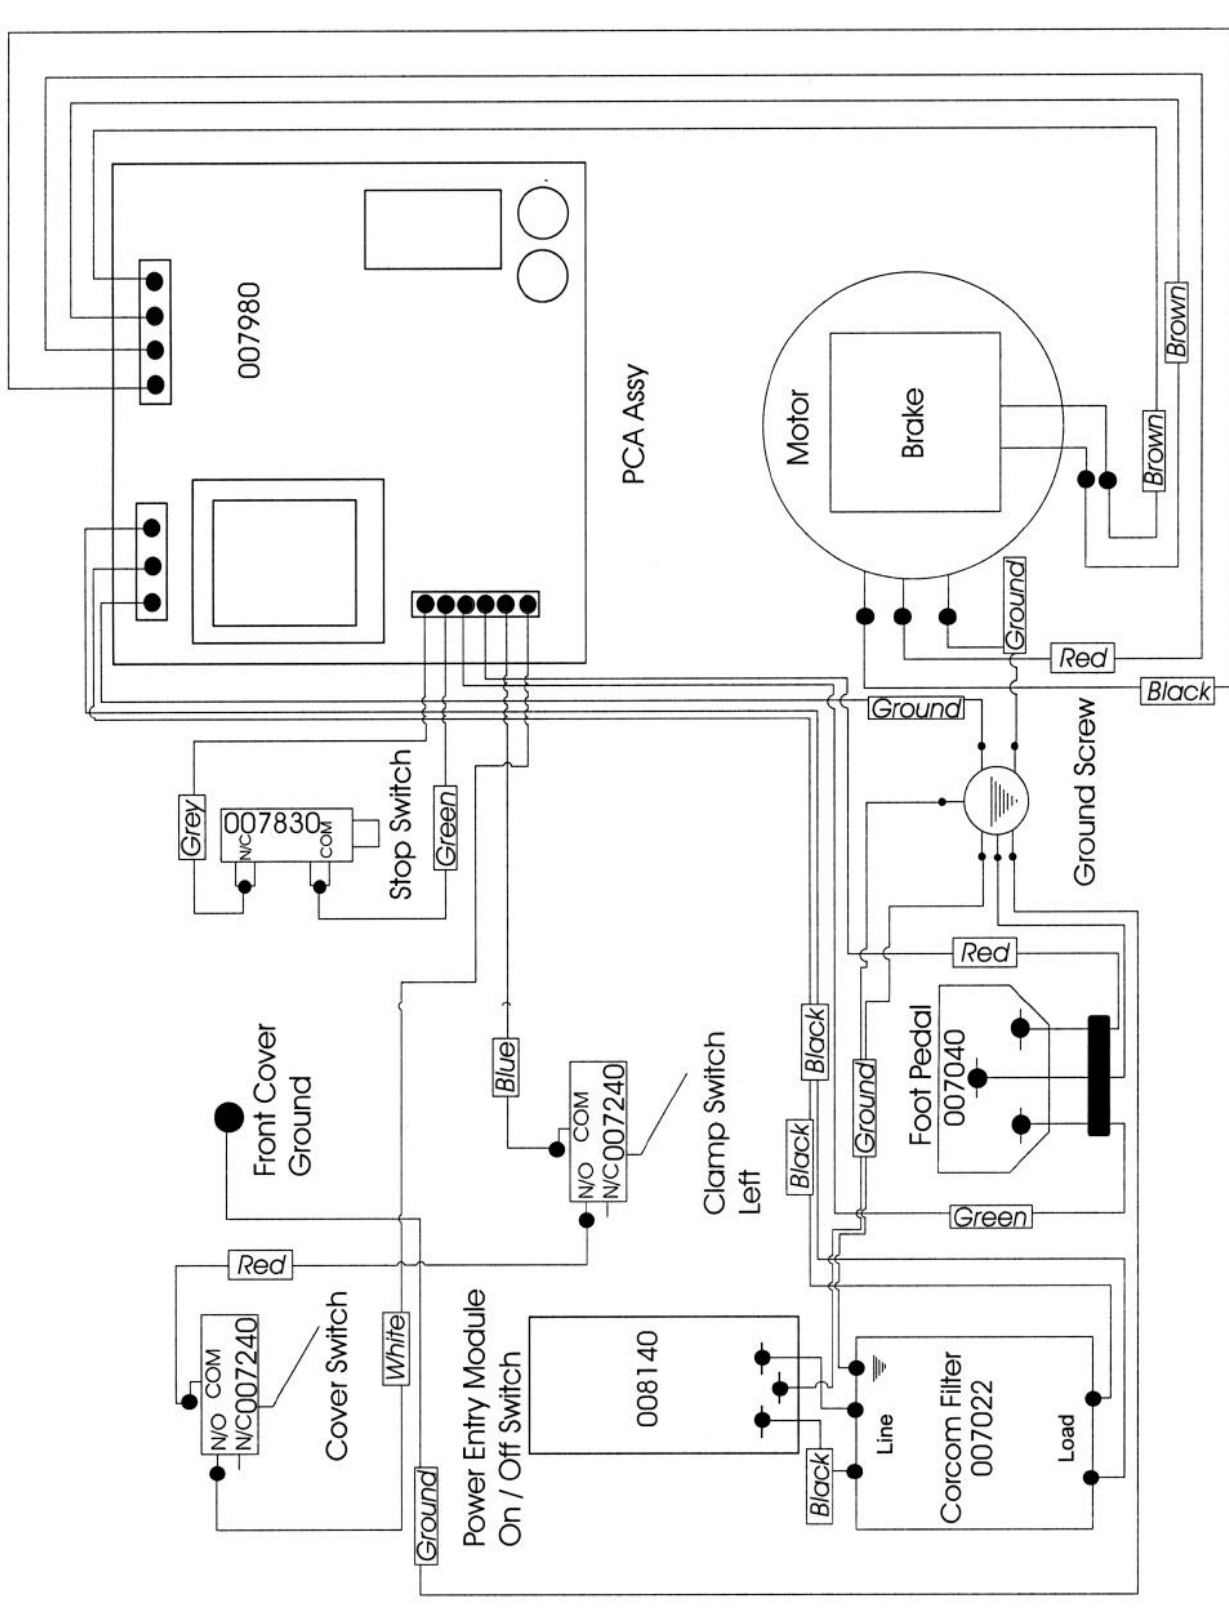 007980
PCA Assy
Motor
Brake
Brown
Brown
Ground
Red
Black
Ground
Ground Screw
Grey
007830
N/C
COM
Stop Switch
Green
Front Cover
Ground
Blue
N/O COM
N/C 007240
Clamp Switch
Left
Red
N/O COM
N/C 007240
Cover Switch
White
Ground
Power Entry Module
On / Off Switch
008140
Black
Black
Black
Ground
Foot Pedal
007040
Red
Green
Line
Corcom Filter
007022
Load